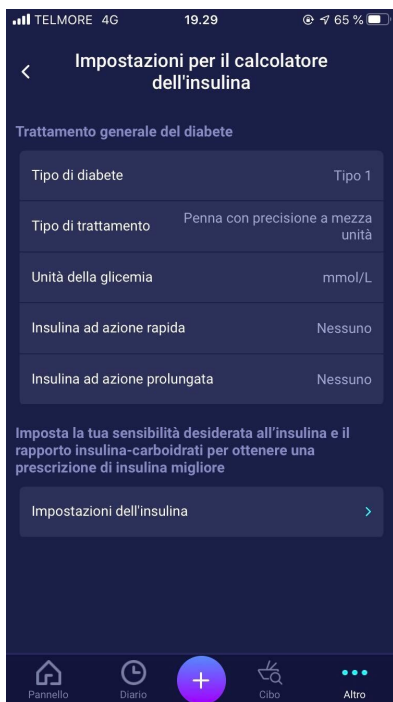 TELMORE 4G 19.29 65 %
Impostazioni per il calcolatore
dell'insulina
Trattamento generale del diabete
Tipo di diabete Tipo 1
Tipo di trattamento Penna con precisione a mezza
unità
Unità della glicemia mmol/L
Insulina ad azione rapida Nessuno
Insulina ad azione prolungata Nessuno
Imposta la tua sensibilità desiderata all'insulina e il
rapporto insulina-carboidrati per ottenere una
prescrizione di insulina migliore
Impostazioni dell'insulina
Pannello Diario Cibo Altro